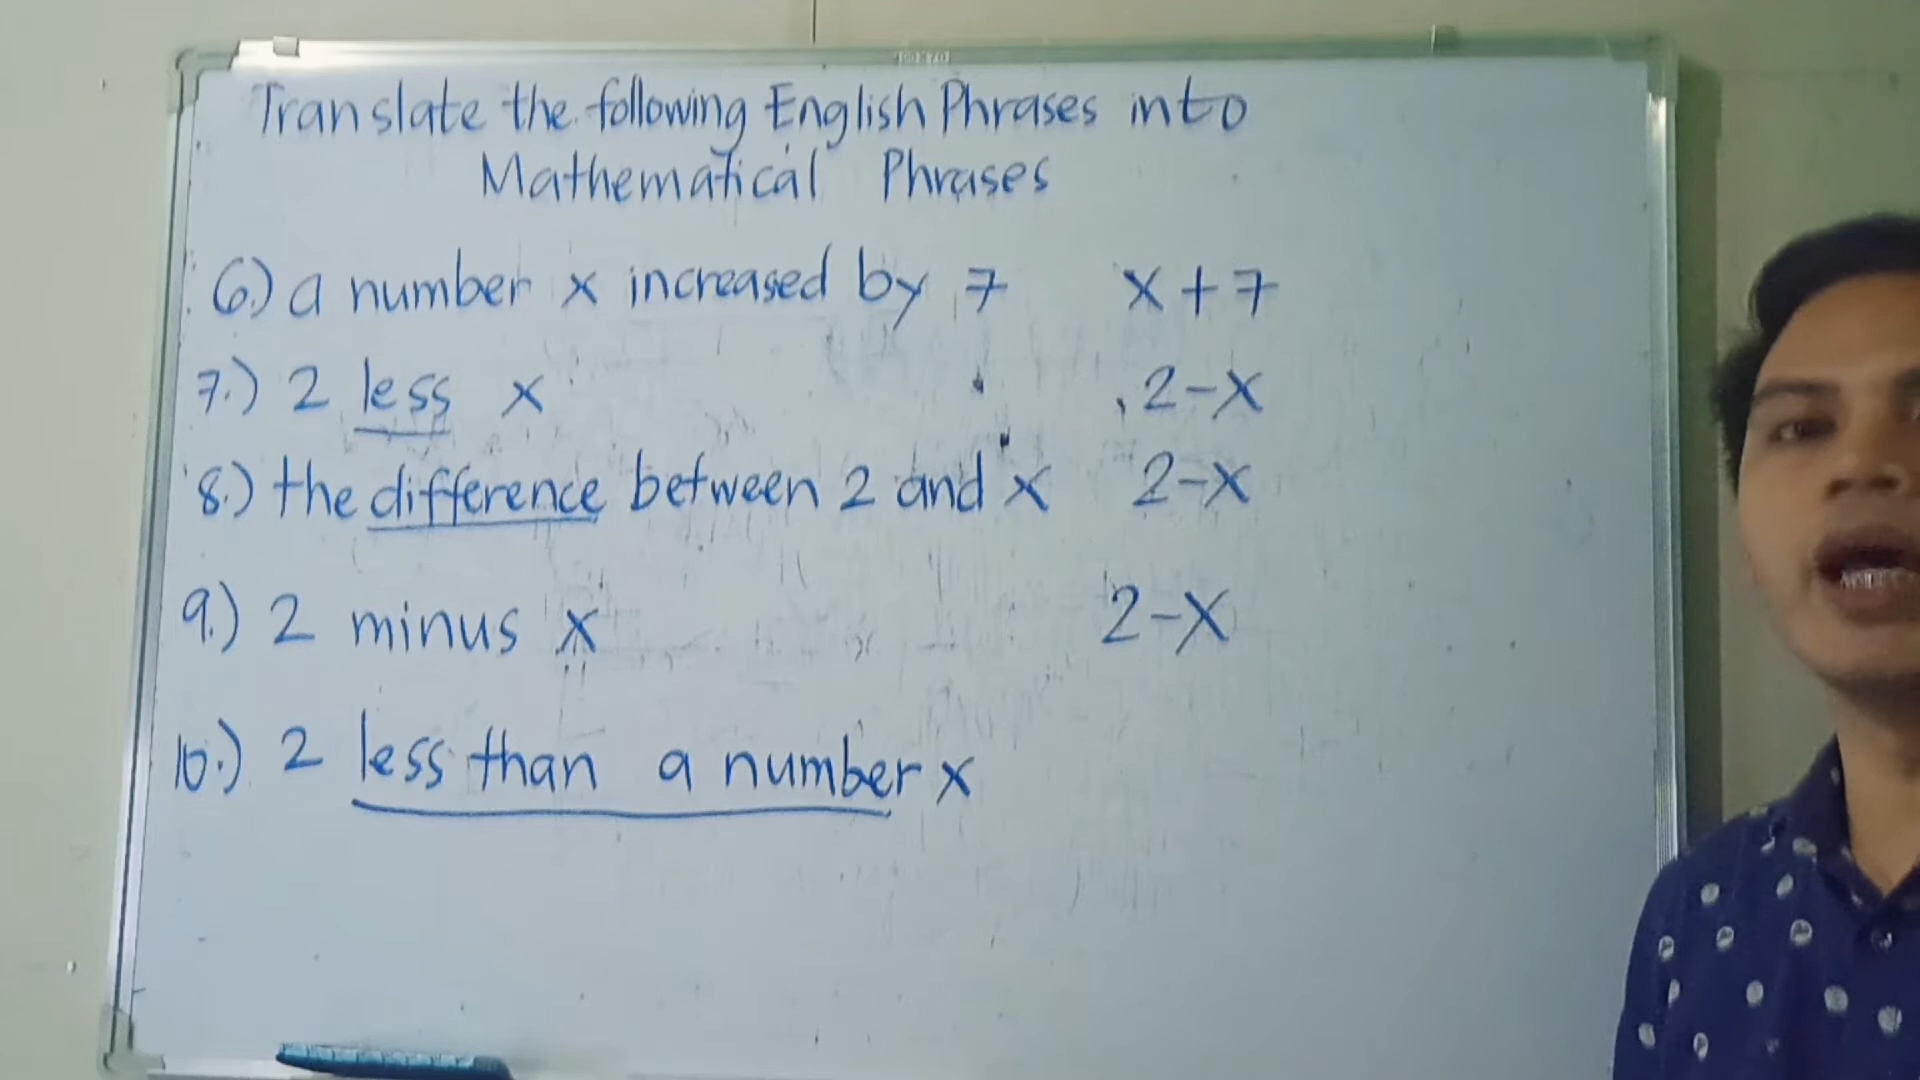 Translate the following English Phrases into
Mathematical Phrases
6.) a number x increased by 7 x + 7
7.) 2 less x 2 - x
8.) the difference between 2 and x 2 - x
9.) 2 minus x 2 - x
10.) 2 less than a number x